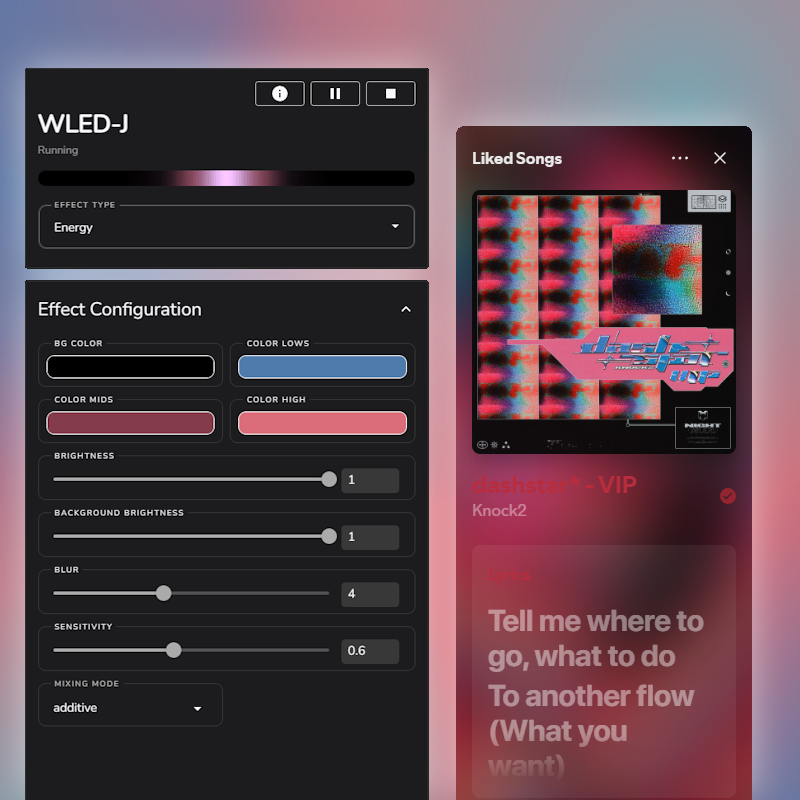 WLED-J
Running
EFFECT TYPE
Energy
Effect Configuration
BG COLOR
COLOR LOWS
COLOR MIDS
COLOR HIGH
BRIGHTNESS
1
BACKGROUND BRIGHTNESS
1
BLUR
4
SENSITIVITY
0.6
MIXING MODE
additive
Liked Songs
dashstar*
KNOCK2
VIP
NIGHT
dashstar* - VIP
Knock2
Lyrics
Tell me where to
go, what to do
To another flow
(What you
want)